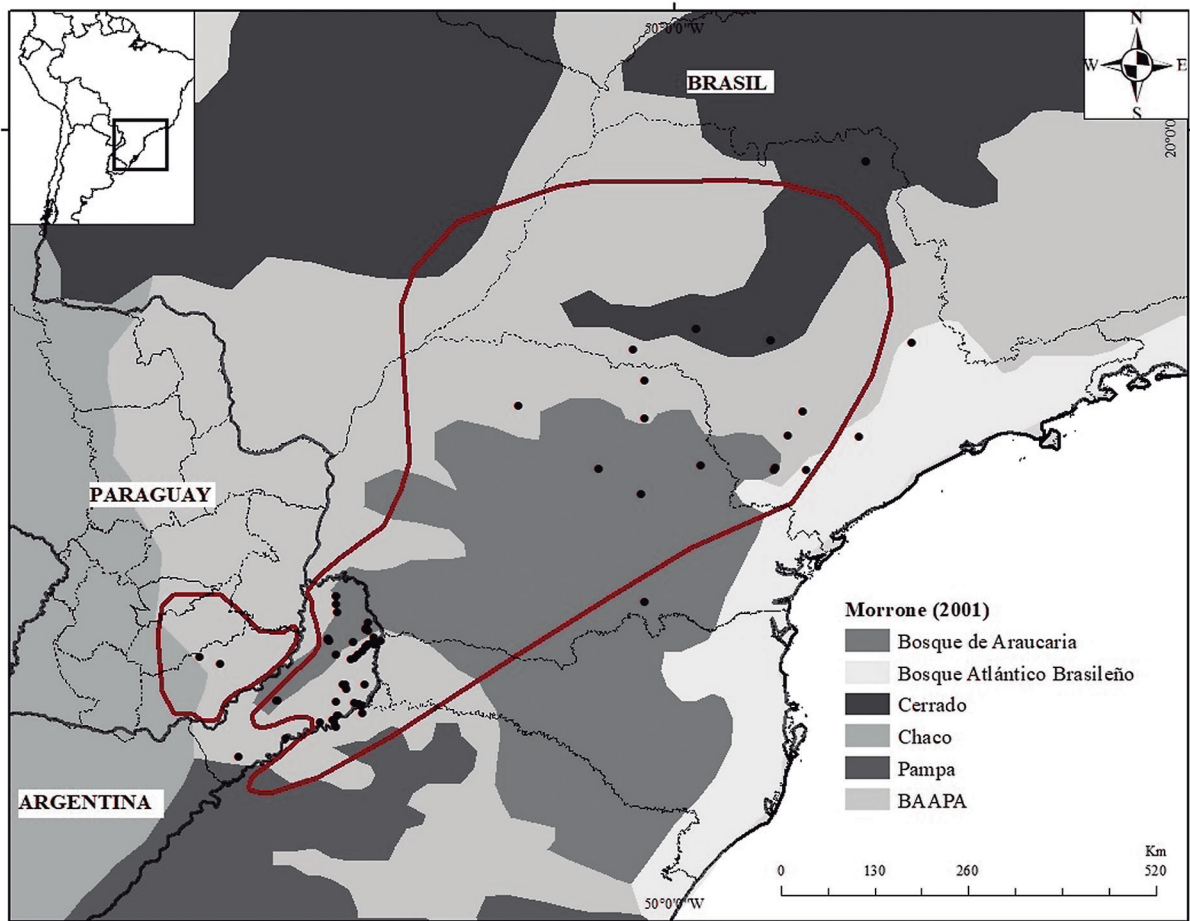 50°0'0"W
N
W E
S
BRASIL
20°0'0
PARAGUAY
ARGENTINA
Morrone (2001)
Bosque de Araucaria
Bosque Atlántico Brasileño
Cerrado
Chaco
Pampa
BAAPA
Km
0 130 260 520
50°0'0"W